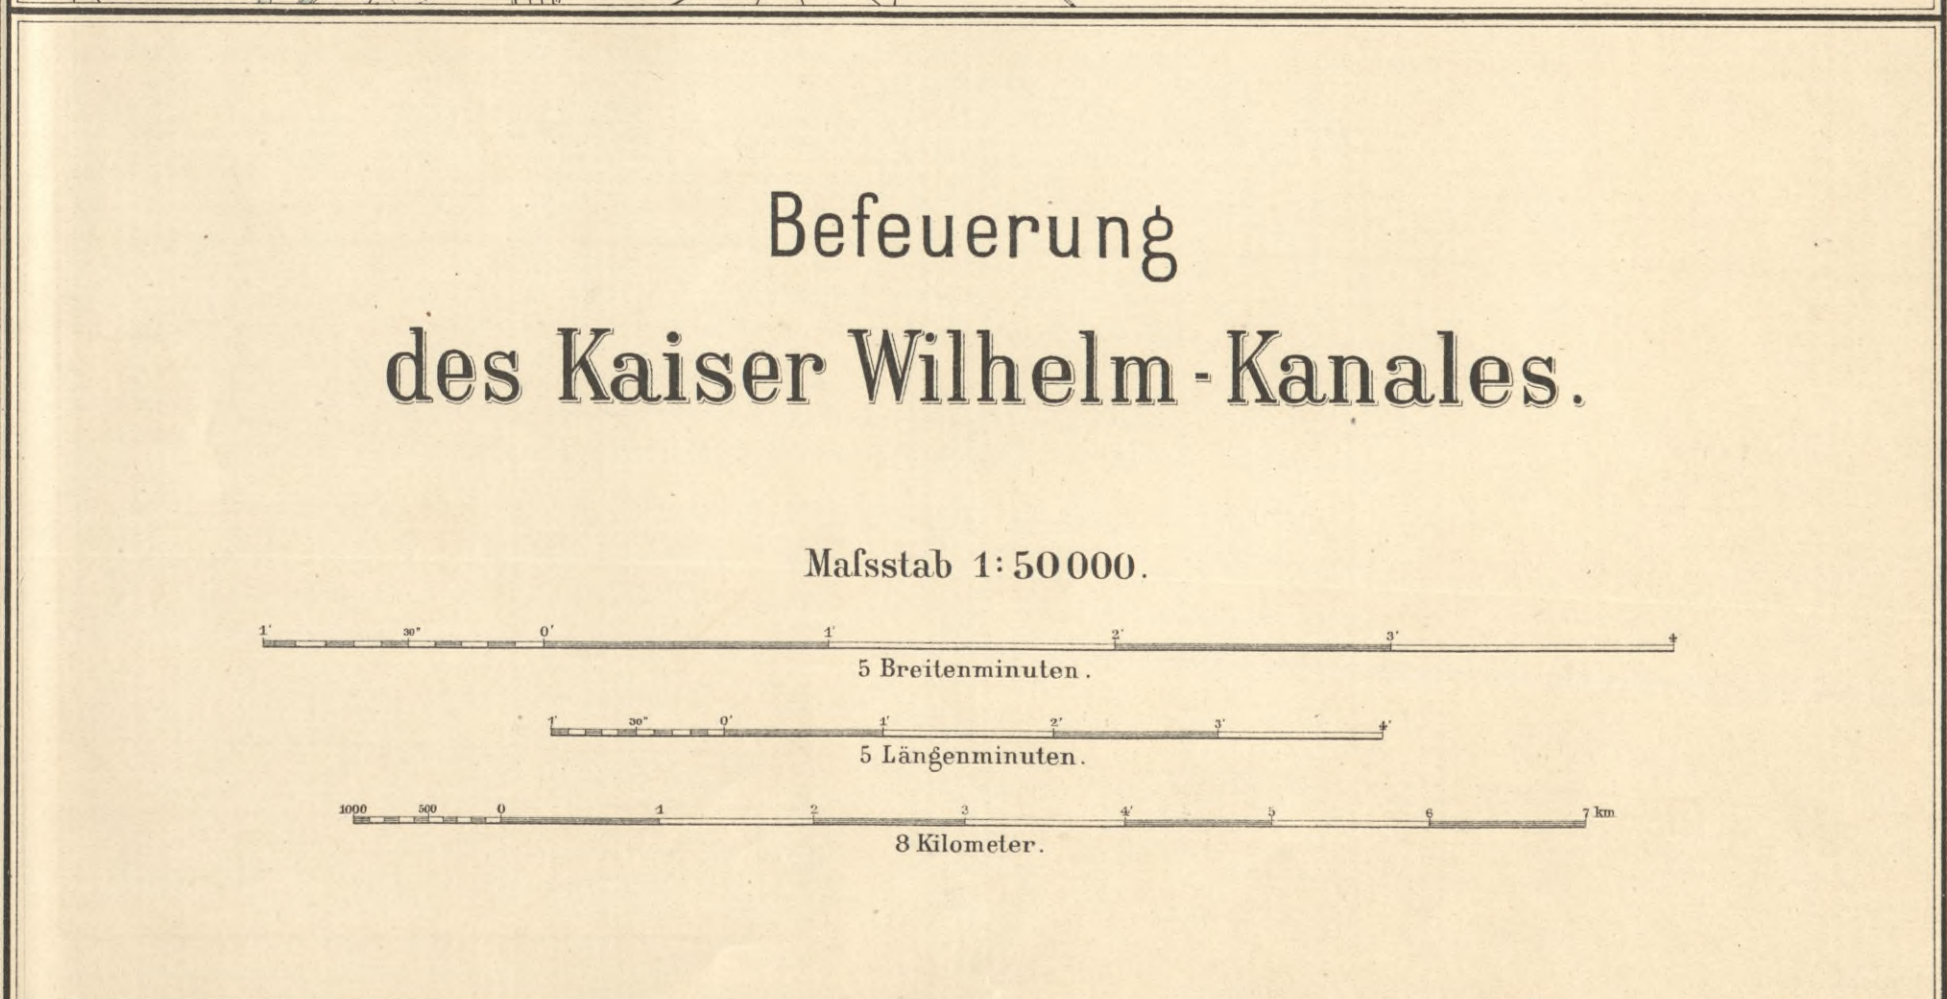 Befeuerung
des Kaiser Wilhelm-Kanales.
Maſsstab 1:50000.
1' 30" 0' 1' 2' 3' 4
5 Breitenminuten.
1' 30" 0' 1' 2' 3' 4'
5 Längenminuten.
1000 500 0 1 2 3 4' 5 6 7 km
8 Kilometer.